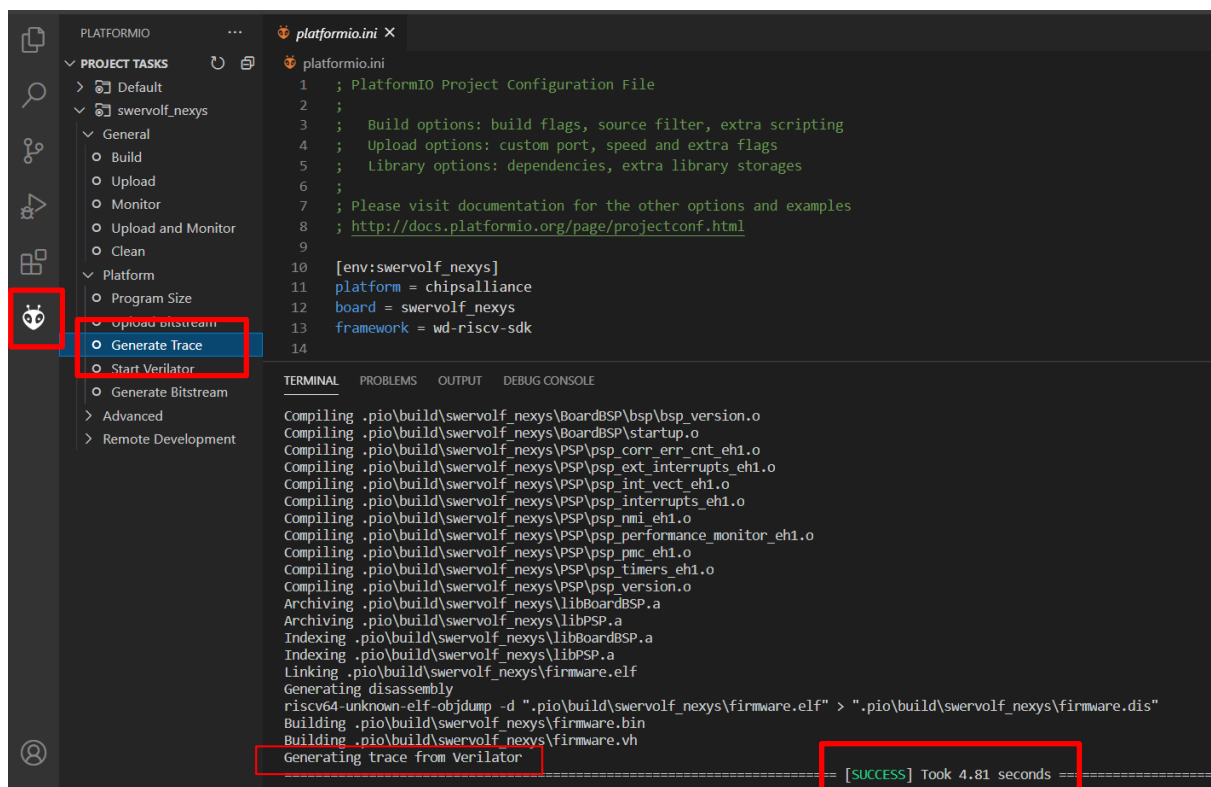 PLATFORMIO ...
PROJECT TASKS
Default
swervolf_nexys
General
Build
Upload
Monitor
Upload and Monitor
Clean
Platform
Program Size
Upload Bitstream
Generate Trace
Start Verilator
Generate Bitstream
Advanced
Remote Development
platformio.ini
platformio.ini
1 ; PlatformIO Project Configuration File
2 ;
3 ;   Build options: build flags, source filter, extra scripting
4 ;   Upload options: custom port, speed and extra flags
5 ;   Library options: dependencies, extra library storages
6 ;
7 ; Please visit documentation for the other options and examples
8 ; http://docs.platformio.org/page/projectconf.html
9
10 [env:swervolf_nexys]
11 platform = chipsalliance
12 board = swervolf_nexys
13 framework = wd-riscv-sdk
14
TERMINAL PROBLEMS OUTPUT DEBUG CONSOLE
Compiling .pio\build\swervolf_nexys\BoardBSP\bsp\bsp_version.o
Compiling .pio\build\swervolf_nexys\BoardBSP\startup.o
Compiling .pio\build\swervolf_nexys\PSP\psp_corr_err_cnt_eh1.o
Compiling .pio\build\swervolf_nexys\PSP\psp_ext_interrupts_eh1.o
Compiling .pio\build\swervolf_nexys\PSP\psp_int_vect_eh1.o
Compiling .pio\build\swervolf_nexys\PSP\psp_interrupts_eh1.o
Compiling .pio\build\swervolf_nexys\PSP\psp_nmi_eh1.o
Compiling .pio\build\swervolf_nexys\PSP\psp_performance_monitor_eh1.o
Compiling .pio\build\swervolf_nexys\PSP\psp_pmc_eh1.o
Compiling .pio\build\swervolf_nexys\PSP\psp_timers_eh1.o
Compiling .pio\build\swervolf_nexys\PSP\psp_version.o
Archiving .pio\build\swervolf_nexys\libBoardBSP.a
Archiving .pio\build\swervolf_nexys\libPSP.a
Indexing .pio\build\swervolf_nexys\libBoardBSP.a
Indexing .pio\build\swervolf_nexys\libPSP.a
Linking .pio\build\swervolf_nexys\firmware.elf
Generating disassembly
riscv64-unknown-elf-objdump -d ".pio\build\swervolf_nexys\firmware.elf" > ".pio\build\swervolf_nexys\firmware.dis"
Building .pio\build\swervolf_nexys\firmware.bin
Building .pio\build\swervolf_nexys\firmware.vh
Generating trace from Verilator
[SUCCESS] Took 4.81 seconds